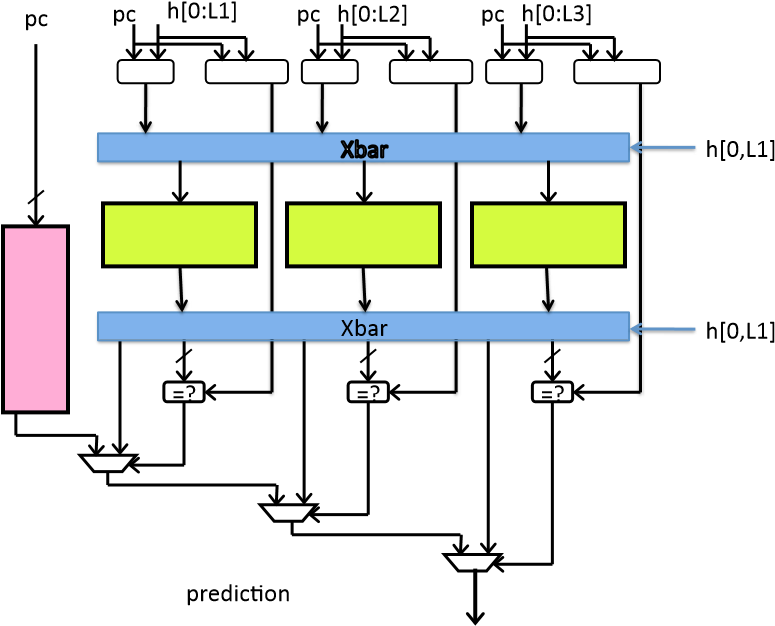 pc
pc h[0:L1]
pc h[0:L2]
pc h[0:L3]
Xbar
h[0,L1]
Xbar
h[0,L1]
=?
=?
=?
prediction